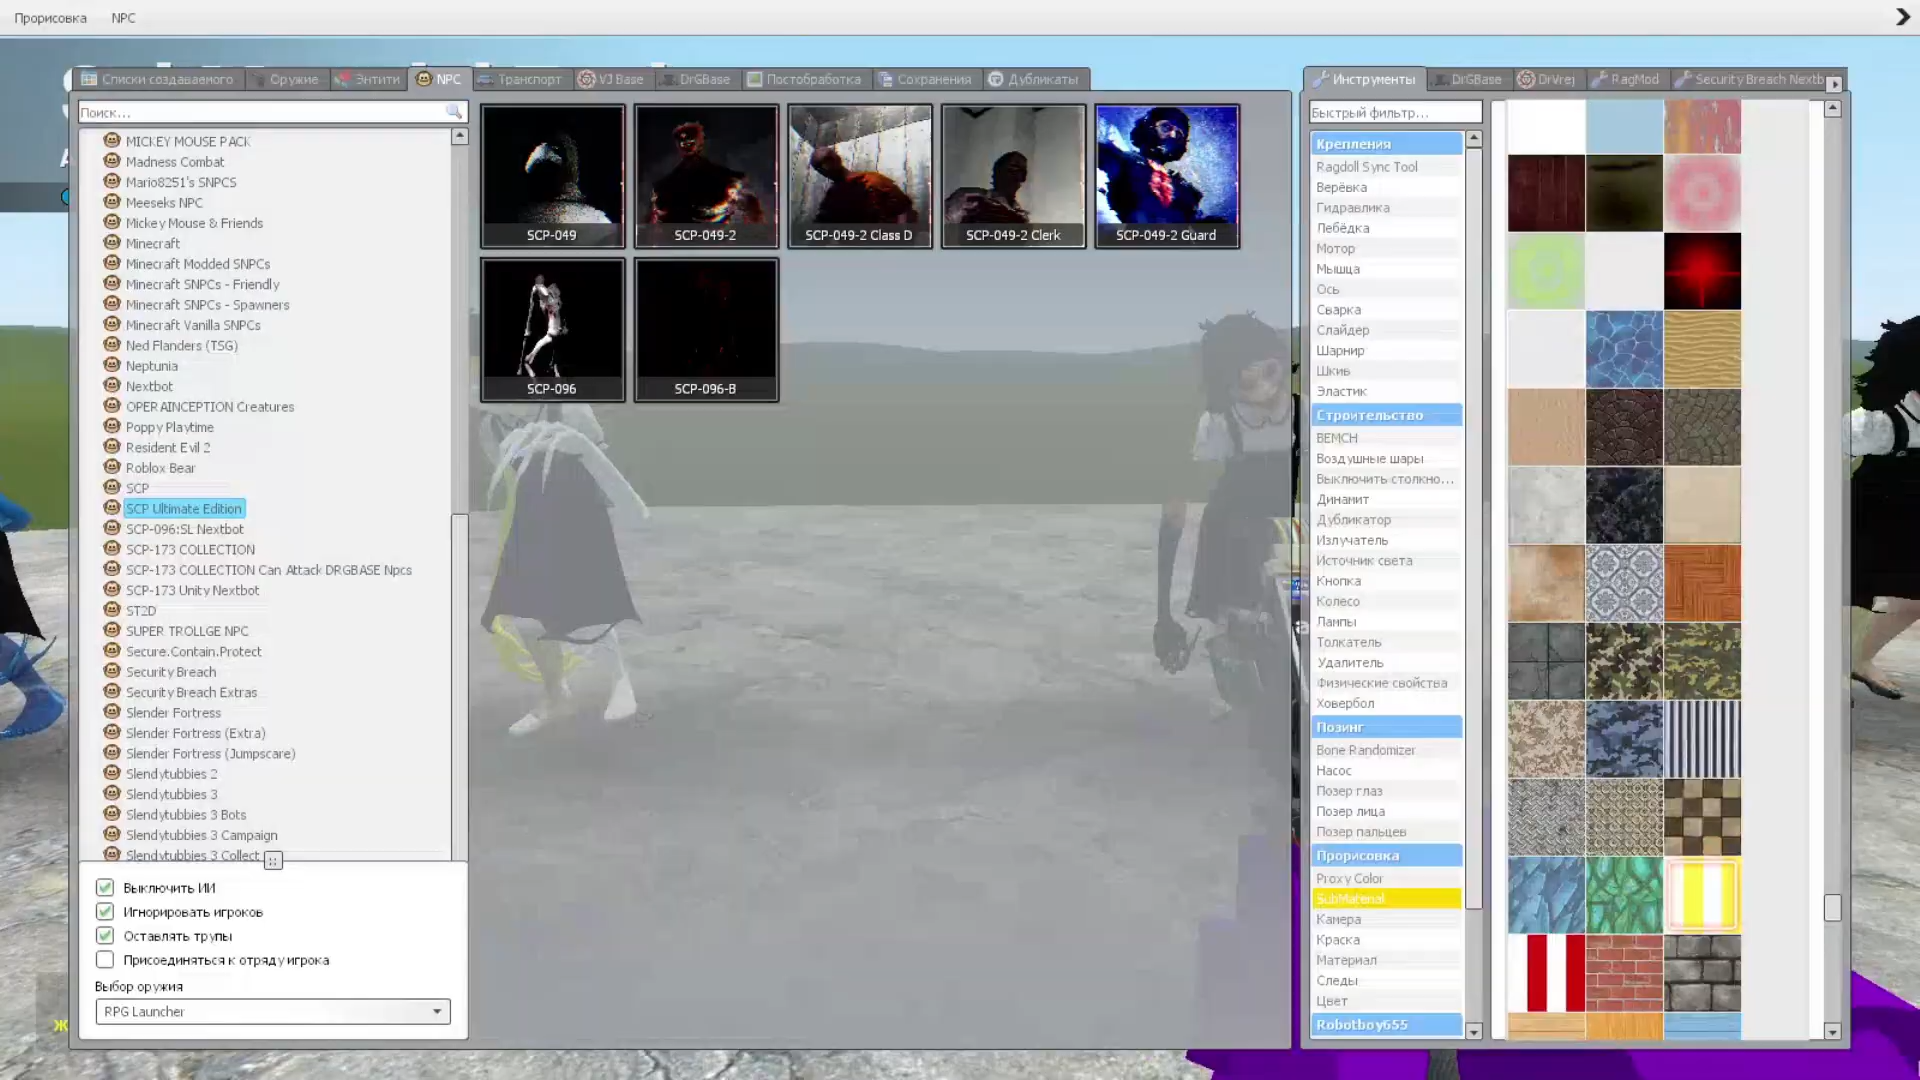 Прорисовка NPC
Списки создаваемого Оружие Энтити NPC Транспорт VJ Base DrGBase Постобработка Сохранения Дубликаты
Инструменты DrGBase DrVrej RagMod Security Breach Nextb
Поиск...
MICKEY MOUSE PACK
Madness Combat
Mario8251's SNPCS
Meeseks NPC
Mickey Mouse & Friends
Minecraft
Minecraft Modded SNPCs
Minecraft SNPCs - Friendly
Minecraft SNPCs - Spawners
Minecraft Vanilla SNPCs
Ned Flanders (TSG)
Neptunia
Nextbot
OPERAINCEPTION Creatures
Poppy Playtime
Resident Evil 2
Roblox Bear
SCP
SCP Ultimate Edition
SCP-096:SL Nextbot
SCP-173 COLLECTION
SCP-173 COLLECTION Can Attack DRGBASE Npcs
SCP-173 Unity Nextbot
ST2D
SUPER TROLLGE NPC
Secure.Contain.Protect
Security Breach
Security Breach Extras
Slender Fortress
Slender Fortress (Extra)
Slender Fortress (Jumpscare)
Slendytubbies 2
Slendytubbies 3
Slendytubbies 3 Bots
Slendytubbies 3 Campaign
Slendytubbies 3 Collect
Выключить ИИ
Игнорировать игроков
Оставлять трупы
Присоединяться к отряду игрока
Выбор оружия
RPG Launcher
SCP-049
SCP-049-2
SCP-049-2 Class D
SCP-049-2 Clerk
SCP-049-2 Guard
SCP-096
SCP-096-B
Быстрый фильтр...
Крепления
Ragdoll Sync Tool
Верёвка
Гидравлика
Лебёдка
Мотор
Мышца
Ось
Сварка
Слайдер
Шарнир
Шкив
Эластик
Строительство
BEMCH
Воздушные шары
Выключить столкно...
Динамит
Дубликатор
Излучатель
Источник света
Кнопка
Колесо
Лампы
Толкатель
Удалитель
Физические свойства
Ховербол
Позинг
Bone Randomizer
Насос
Позер глаз
Позер лица
Позер пальцев
Прорисовка
Proxy Color
SubMaterial
Камера
Краска
Материал
Следы
Цвет
Robotboy655